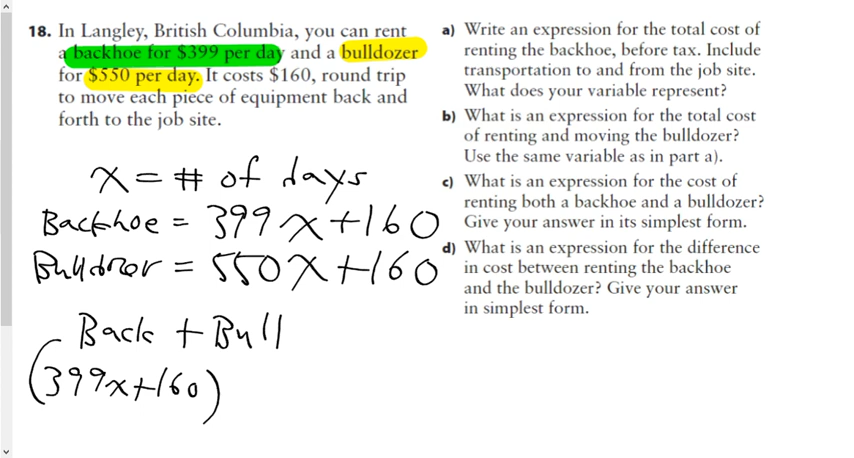 18. In Langley, British Columbia, you can rent
a backhoe for $399 per day and a bulldozer
for $550 per day. It costs $160, round trip
to move each piece of equipment back and
forth to the job site.
x = # of days
Backhoe = 399x+160
Bulldozer = 550x+160
Back + Bull
(399x+160)
a) Write an expression for the total cost of
renting the backhoe, before tax. Include
transportation to and from the job site.
What does your variable represent?
b) What is an expression for the total cost
of renting and moving the bulldozer?
Use the same variable as in part a).
c) What is an expression for the cost of
renting both a backhoe and a bulldozer?
Give your answer in its simplest form.
d) What is an expression for the difference
in cost between renting the backhoe
and the bulldozer? Give your answer
in simplest form.